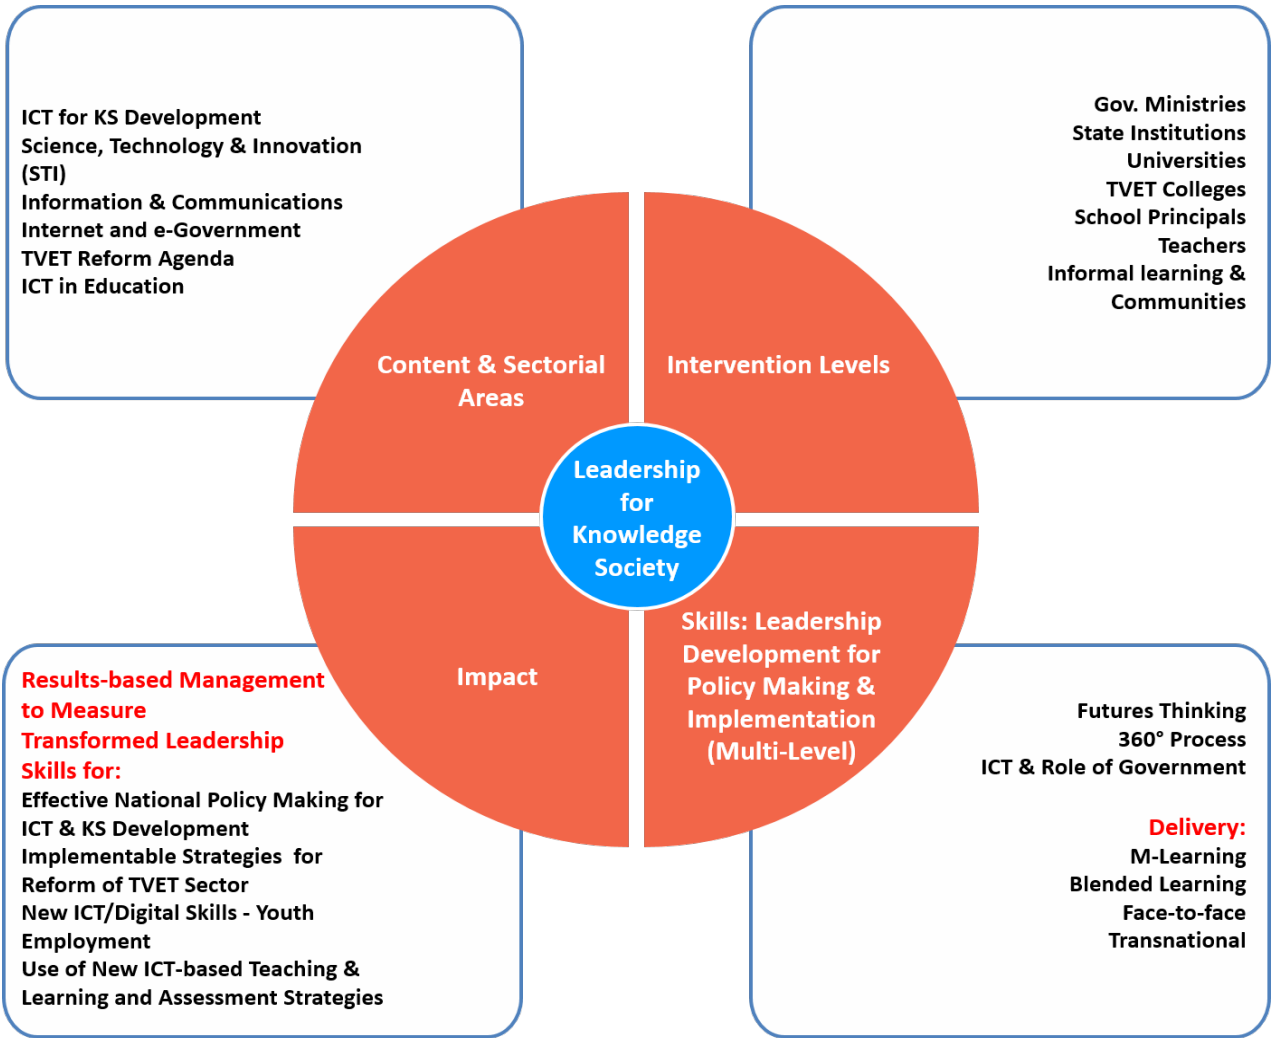 ICT for KS Development
Science, Technology & Innovation
(STI)
Information & Communications
Internet and e-Government
TVET Reform Agenda
ICT in Education
Gov. Ministries
State Institutions
Universities
TVET Colleges
School Principals
Teachers
Informal learning &
Communities
Content & Sectorial
Areas
Intervention Levels
Leadership
for
Knowledge
Society
Impact
Skills: Leadership
Development for
Policy Making &
Implementation
(Multi-Level)
Results-based Management
to Measure
Transformed Leadership
Skills for:
Effective National Policy Making for
ICT & KS Development
Implementable Strategies  for
Reform of TVET Sector
New ICT/Digital Skills - Youth
Employment
Use of New ICT-based Teaching &
Learning and Assessment Strategies
Futures Thinking
360° Process
ICT & Role of Government
Delivery:
M-Learning
Blended Learning
Face-to-face
Transnational